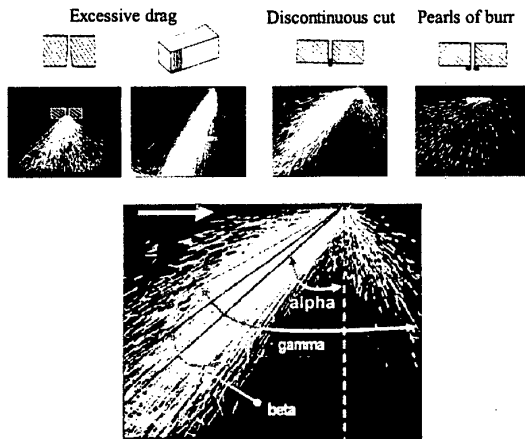 Excessive drag
Discontinuous cut
Pearls of burr
alpha
gamma
beta